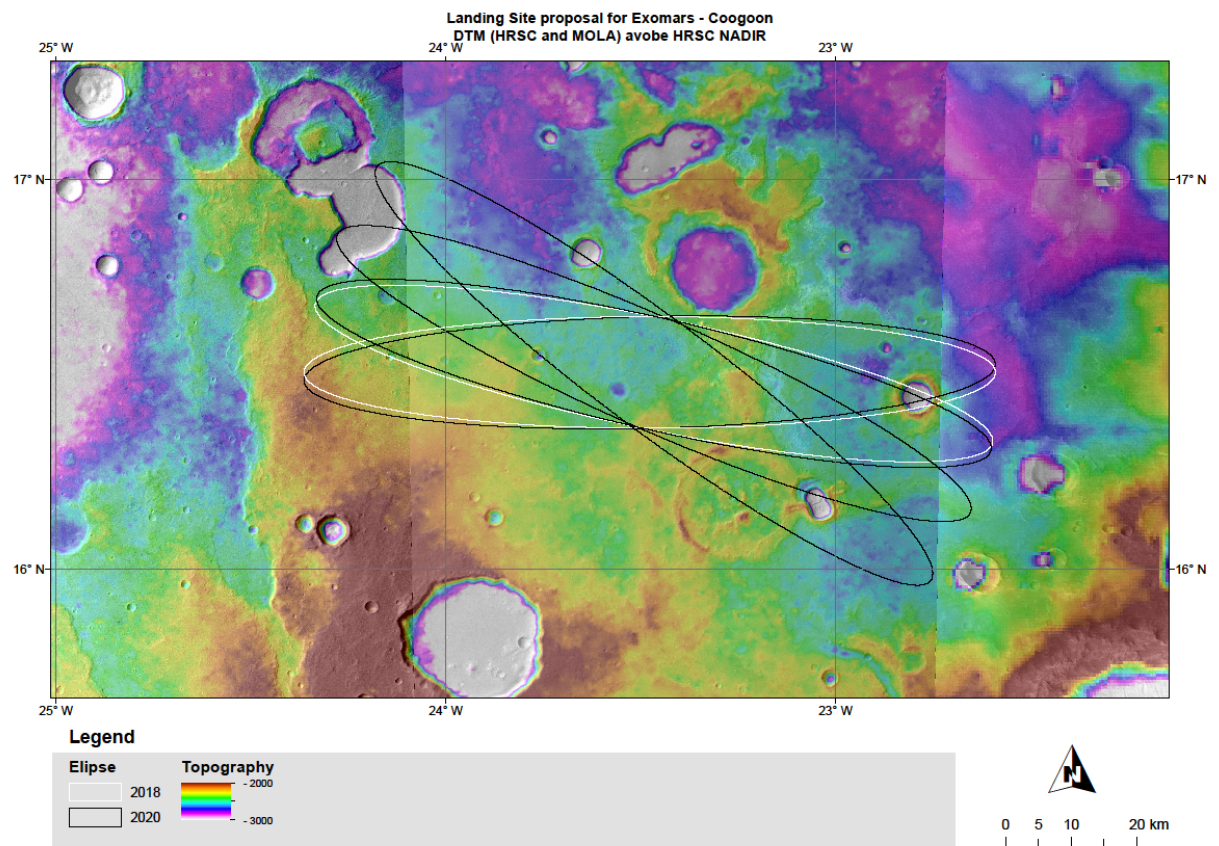 Landing Site proposal for Exomars - Coogoon
DTM (HRSC and MOLA) avobe HRSC NADIR
25° W 24° W 23° W
17° N 17° N
16° N 16° N
25° W 24° W 23° W
Legend
Elipse Topography
2018 - 2000
2020 - 3000
N
0 5 10 20 km